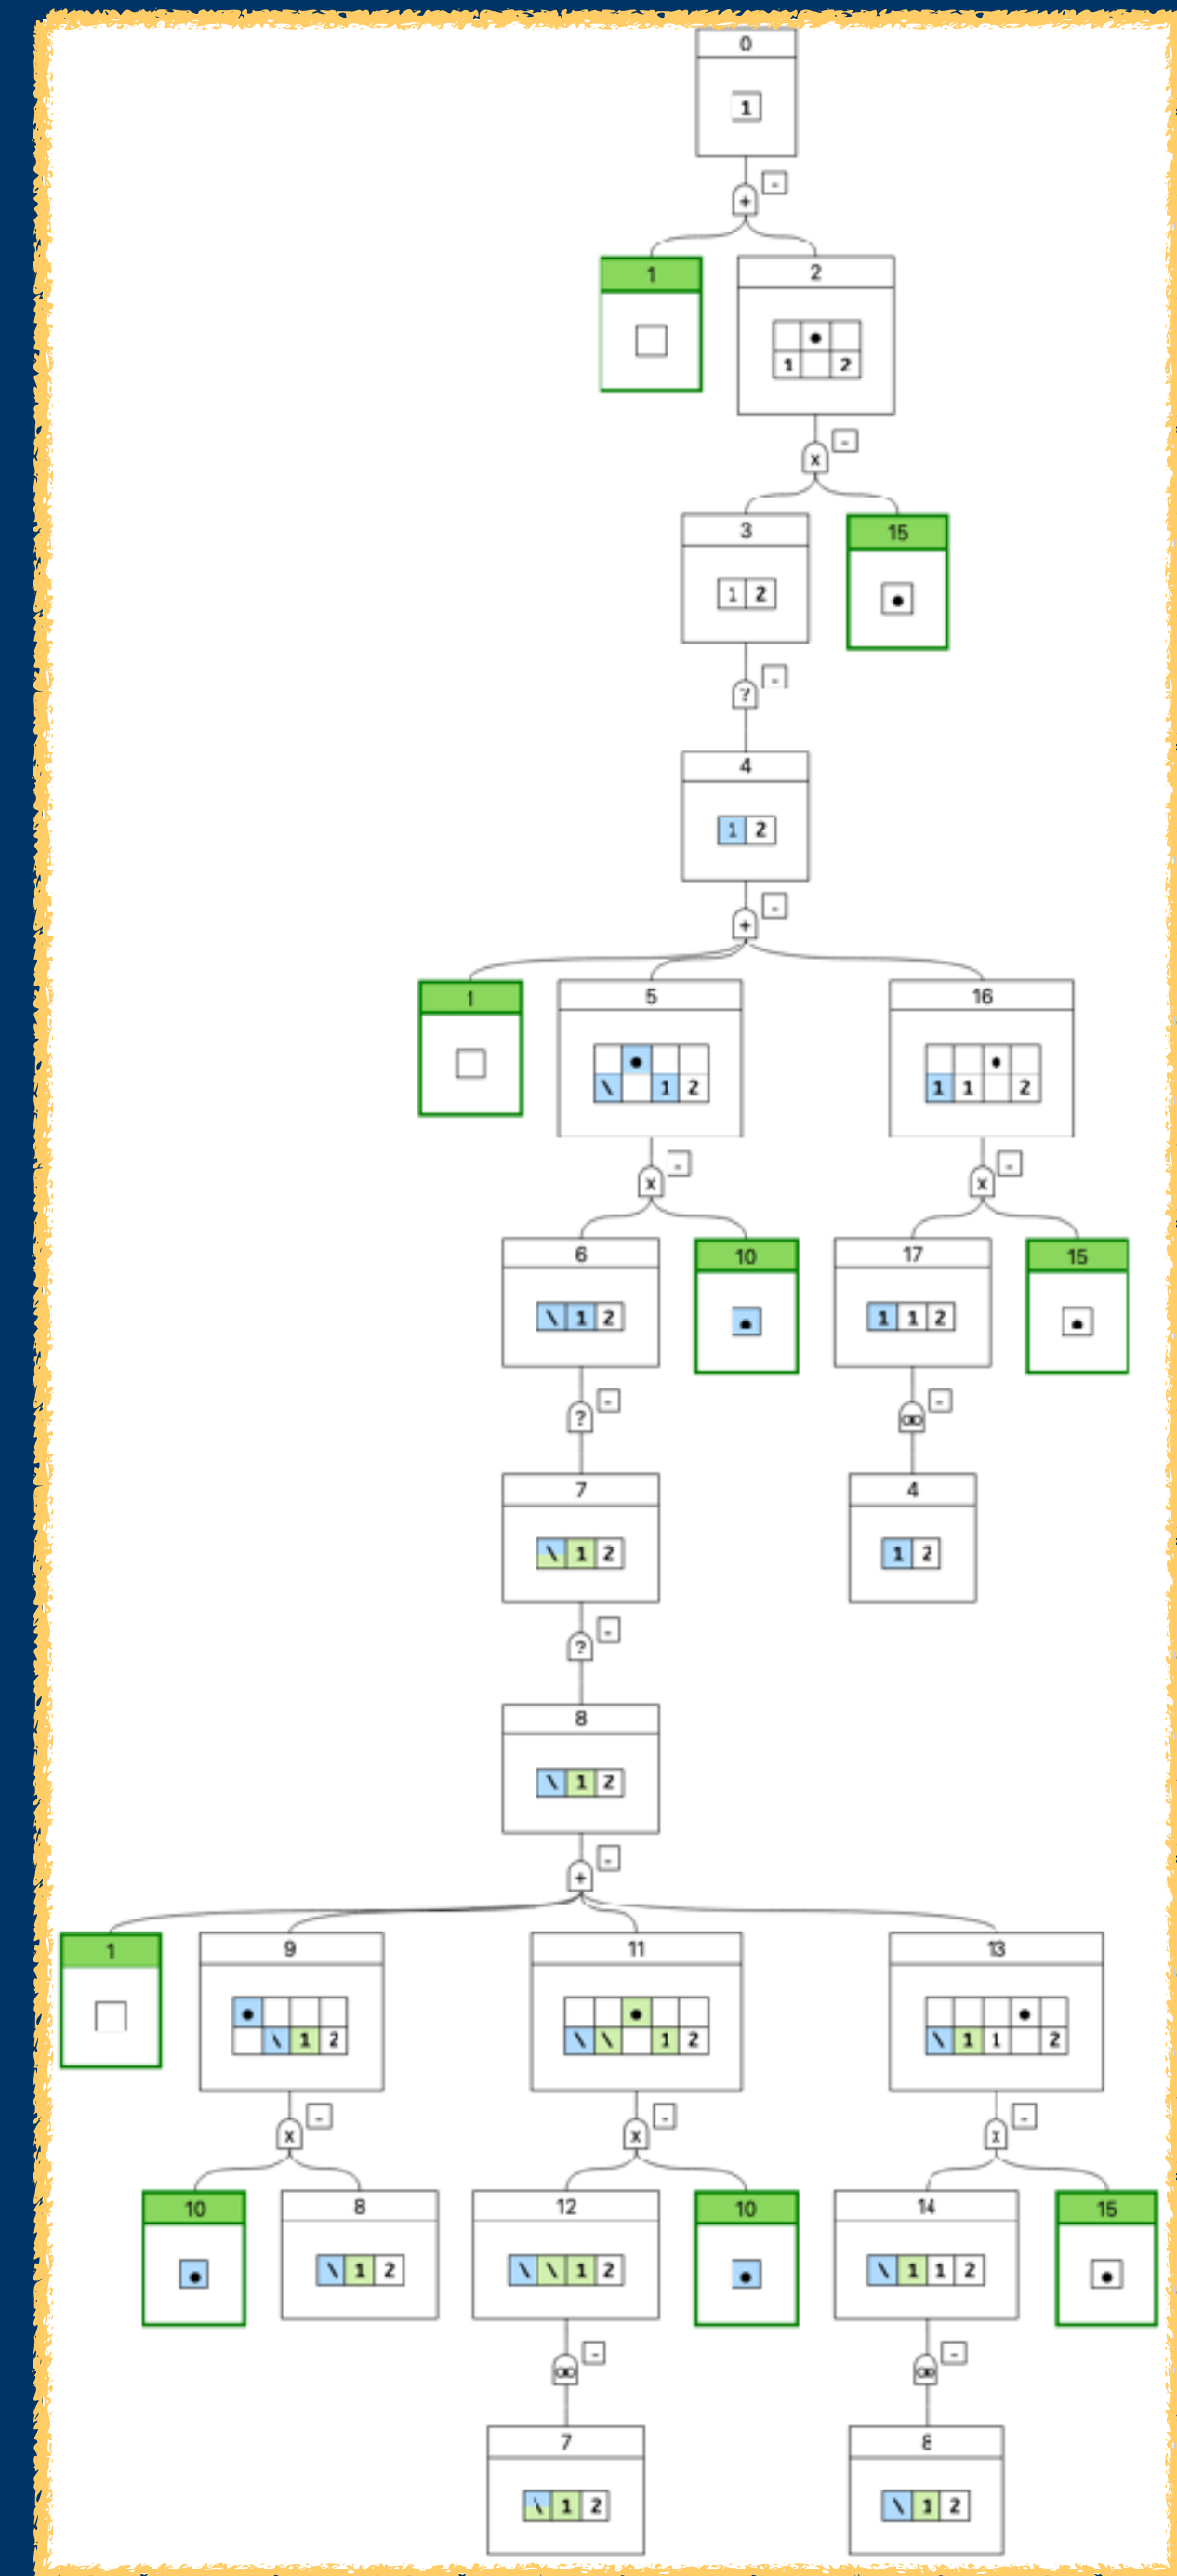 0
1
-
+
1 2
●
1 2
-
x
3 15
1 2 ●
-
?
4
1 2
-
+
1 5 16
● ●
\ 1 2 1 1 2
- -
x x
6 10 17 15
\ 1 2 ● 1 1 2 ●
- -
? ∞
7 4
\ 1 2 1 2
-
?
8
\ 1 2
-
+
1 9 11 13
● ● ●
\ 1 2 \ \ 1 2 \ 1 1 2
- - -
x x x
10 8 12 10 14 15
● \ 1 2 \ \ 1 2 ● \ 1 1 2 ●
- -
∞ ∞
7 8
\ 1 2 \ 1 2